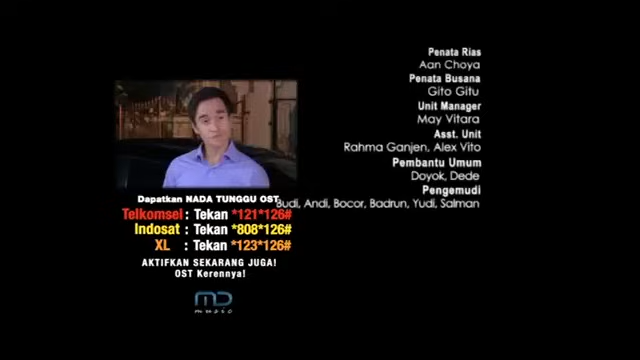 Penata Rias
Aan Choya
Penata Busana
Gito Gitu
Unit Manager
May Vitara
Asst. Unit
Rahma Ganjen, Alex Vito
Pembantu Umum
Doyok, Dede
Pengemudi
Budi, Andi, Bocor, Badrun, Yudi, Salman
Dapatkan NADA TUNGGU OST
Telkomsel : Tekan *121*126#
Indosat : Tekan *808*126#
XL : Tekan *123*126#
AKTIFKAN SEKARANG JUGA!
OST Kerennya!
MD
music